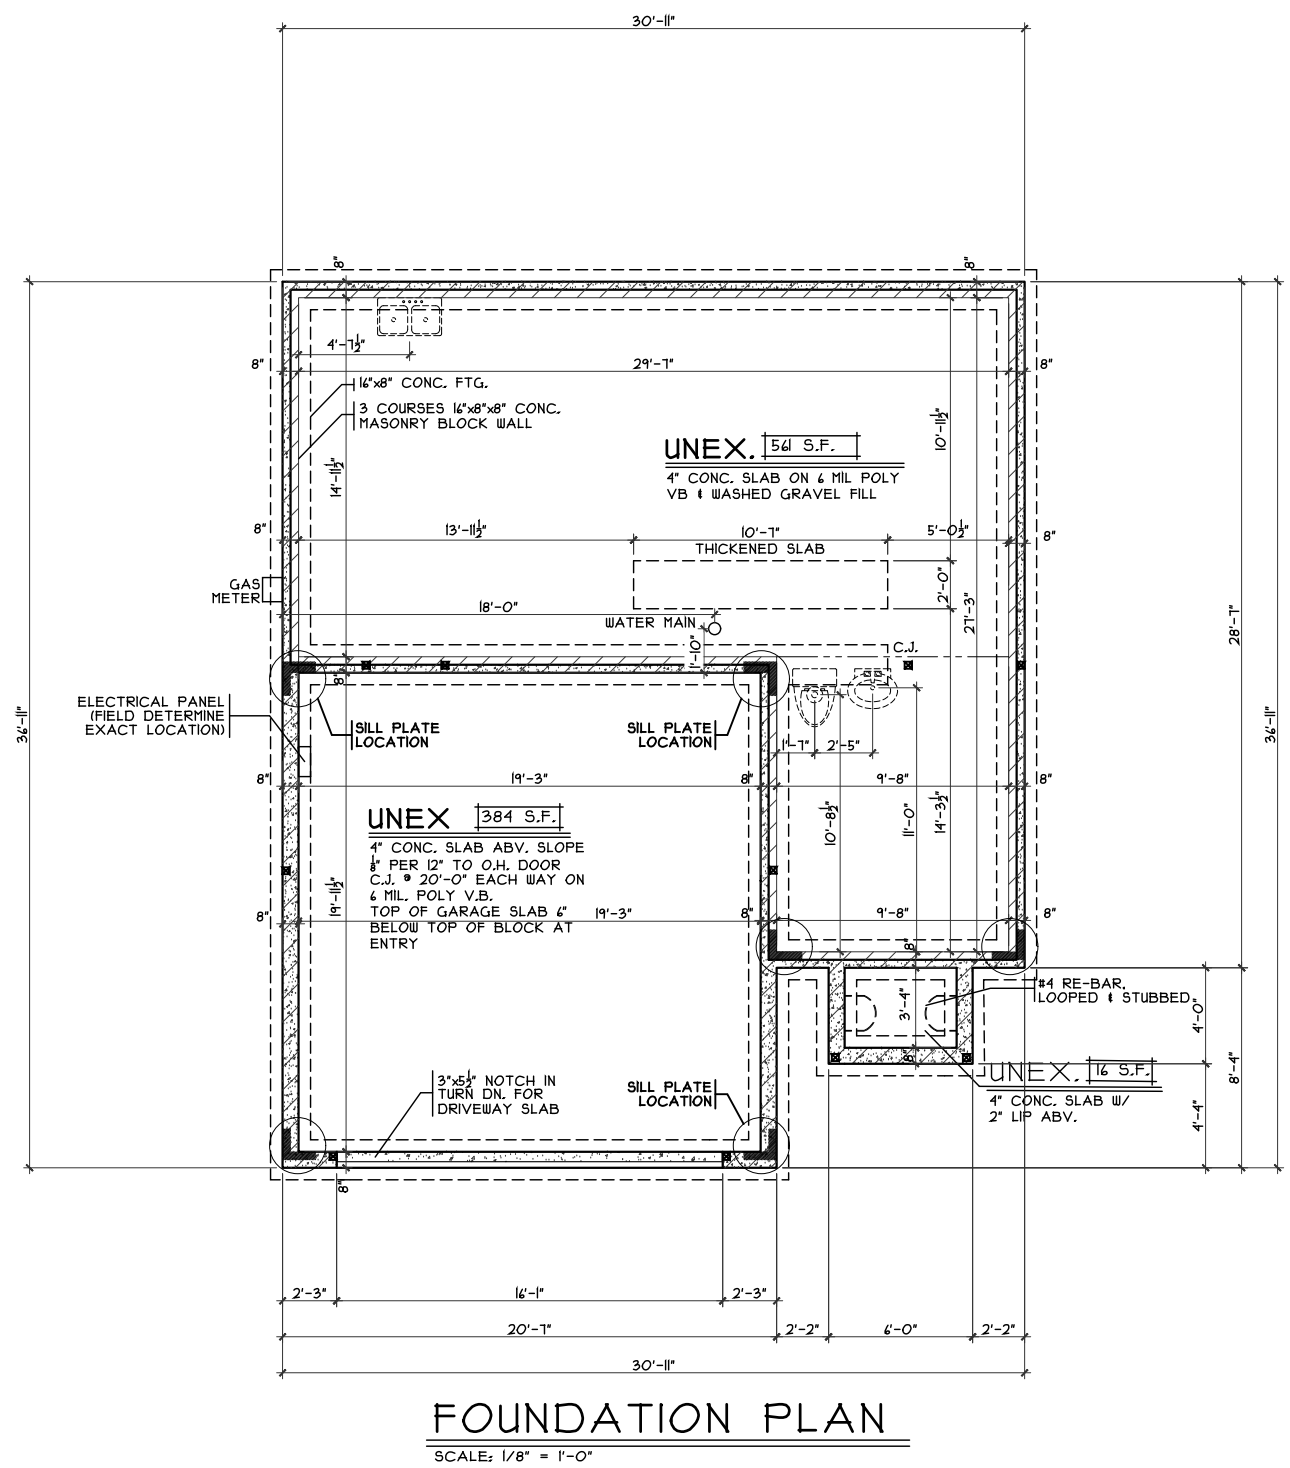 30'-11"
8"
8"
4'-7½"
8"
29'-7"
8"
16"x8" CONC. FTG.
3 COURSES 16"x8"x8" CONC.
MASONRY BLOCK WALL
10'-11½"
UNEX. 561 S.F.
4" CONC. SLAB ON 6 MIL POLY
VB & WASHED GRAVEL FILL
14'-11½"
8"
13'-11½"
10'-7"
5'-0½"
8"
THICKENED SLAB
GAS
METER
2'-0"
18'-0"
27'-3"
28'-7"
WATER MAIN
1'-10"
C.J.
8"
ELECTRICAL PANEL
(FIELD DETERMINE
EXACT LOCATION)
SILL PLATE
LOCATION
SILL PLATE
LOCATION
36'-11"
36'-11"
1'-7"
2'-5"
8"
19'-3"
8"
9'-8"
8"
UNEX 384 S.F.
4" CONC. SLAB ABV. SLOPE
⅛" PER 12" TO O.H. DOOR
C.J. @ 20'-0" EACH WAY ON
6 MIL. POLY V.B.
TOP OF GARAGE SLAB 6"
BELOW TOP OF BLOCK AT
ENTRY
10'-8½"
11'-0"
14'-3½"
19'-11½"
8"
19'-3"
8"
9'-8"
8"
8"
#4 RE-BAR.
LOOPED & STUBBED
3'-4"
4'-0"
8"
UNEX. 16 S.F.
4" CONC. SLAB W/
2" LIP ABV.
8'-4"
4'-4"
3"x5½" NOTCH IN
TURN DN. FOR
DRIVEWAY SLAB
SILL PLATE
LOCATION
8"
2'-3"
16'-1"
2'-3"
20'-7"
2'-2"
6'-0"
2'-2"
30'-11"
FOUNDATION PLAN
SCALE: 1/8" = 1'-0"